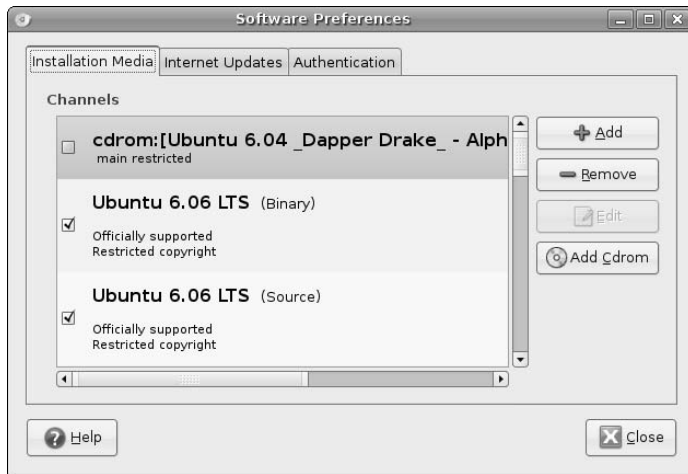 Software Preferences
Installation Media Internet Updates Authentication
Channels
cdrom:[Ubuntu 6.04 _Dapper Drake_ - Alph
main restricted
Ubuntu 6.06 LTS (Binary)
Officially supported
Restricted copyright
Ubuntu 6.06 LTS (Source)
Officially supported
Restricted copyright
Add
Remove
Edit
Add Cdrom
Help
Close